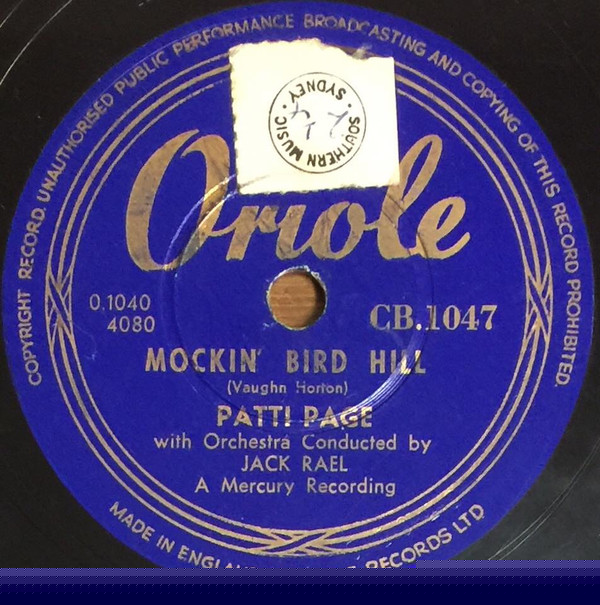 COPYRIGHT RECORD. UNAUTHORISED PUBLIC PERFORMANCE BROADCASTING AND COPYING OF THIS RECORD PROHIBITED.
SOUTHERN MUSIC
SYDNEY
Oriole
0.1040
4080
CB.1047
MOCKIN' BIRD HILL
(Vaughn Horton)
PATTI PAGE
with Orchestra Conducted by
JACK RAEL
A Mercury Recording
MADE IN ENGLAND RECORDS LTD